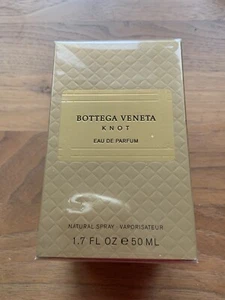 BOTTEGA VENETA
KNOT
EAU DE PARFUM
NATURAL SPRAY - VAPORISATEUR
1.7 FL OZ e 50 ML